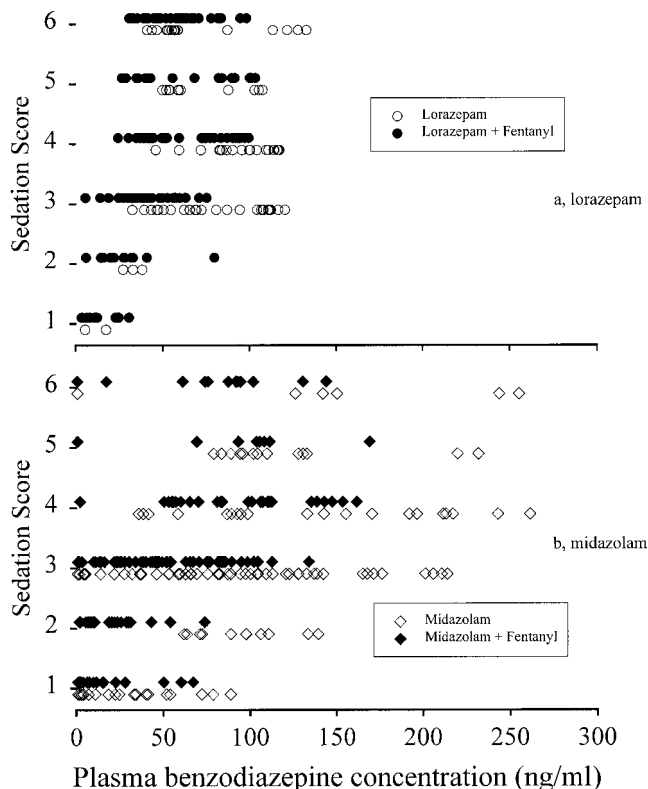 6
5
4
3
2
1
Sedation Score
Lorazepam
Lorazepam + Fentanyl
a, lorazepam
6
5
4
3
2
1
Sedation Score
b, midazolam
Midazolam
Midazolam + Fentanyl
0 50 100 150 200 250 300
Plasma benzodiazepine concentration (ng/ml)